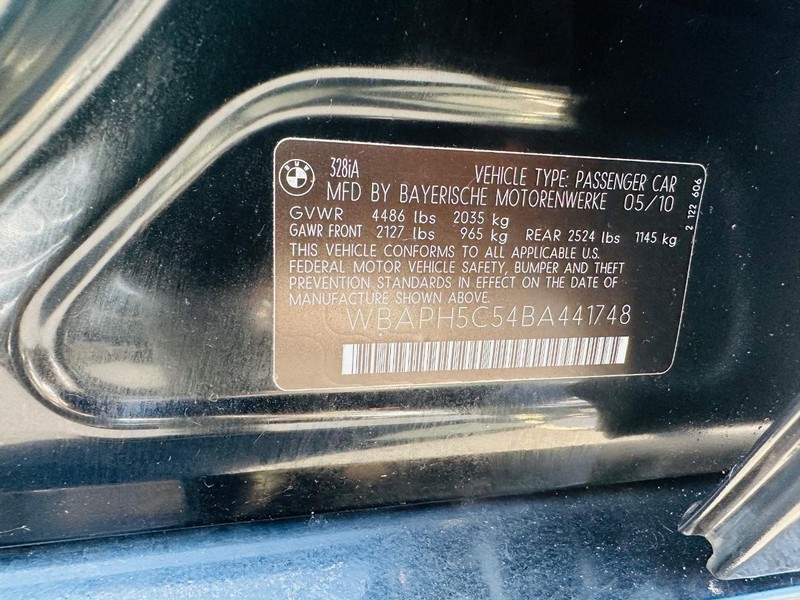 BMW
328iA
VEHICLE TYPE: PASSENGER CAR
MFD BY BAYERISCHE MOTORENWERKE 05/10
GVWR 4486 lbs 2035 kg
GAWR FRONT 2127 lbs 965 kg REAR 2524 lbs 1145 kg
THIS VEHICLE CONFORMS TO ALL APPLICABLE U.S.
FEDERAL MOTOR VEHICLE SAFETY, BUMPER AND THEFT
PREVENTION STANDARDS IN EFFECT ON THE DATE OF
MANUFACTURE SHOWN ABOVE.
WBAPH5C54BA441748
2 122 606